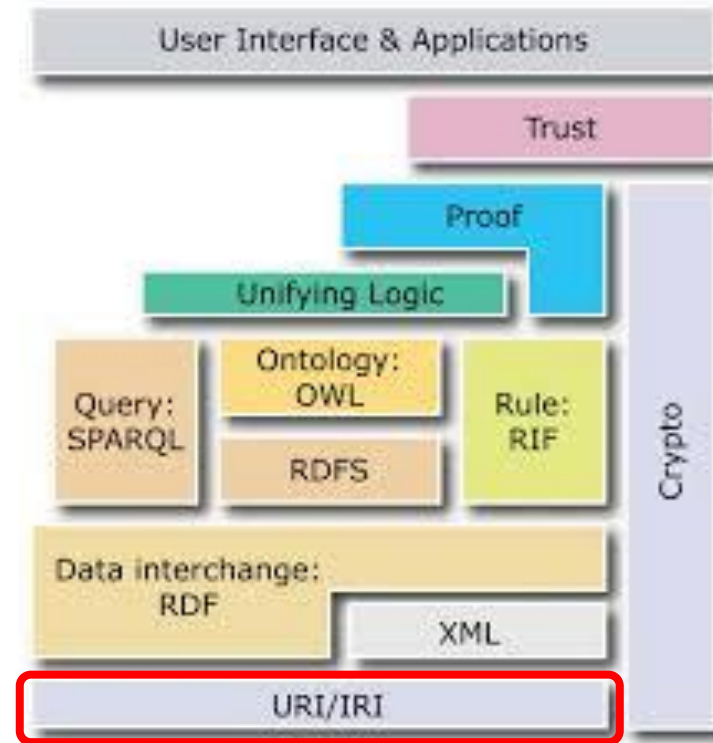 User Interface & Applications
Trust
Proof
Unifying Logic
Query:
SPARQL
Ontology:
OWL
RDFS
Rule:
RIF
Crypto
Data interchange:
RDF
XML
URI/IRI